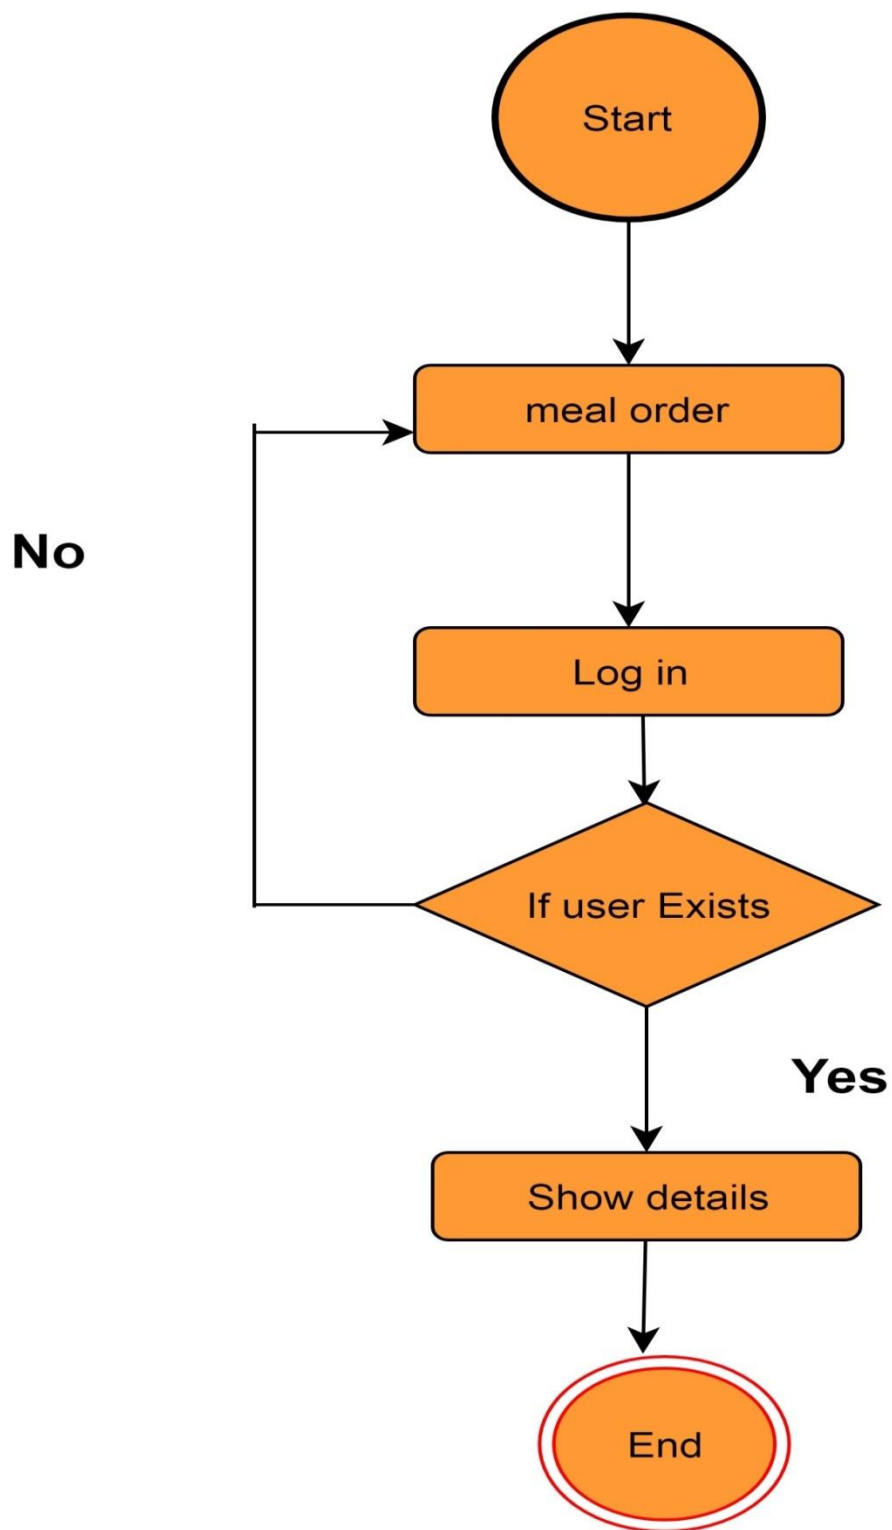 Start
meal order
No
Log in
If user Exists
Yes
Show details
End